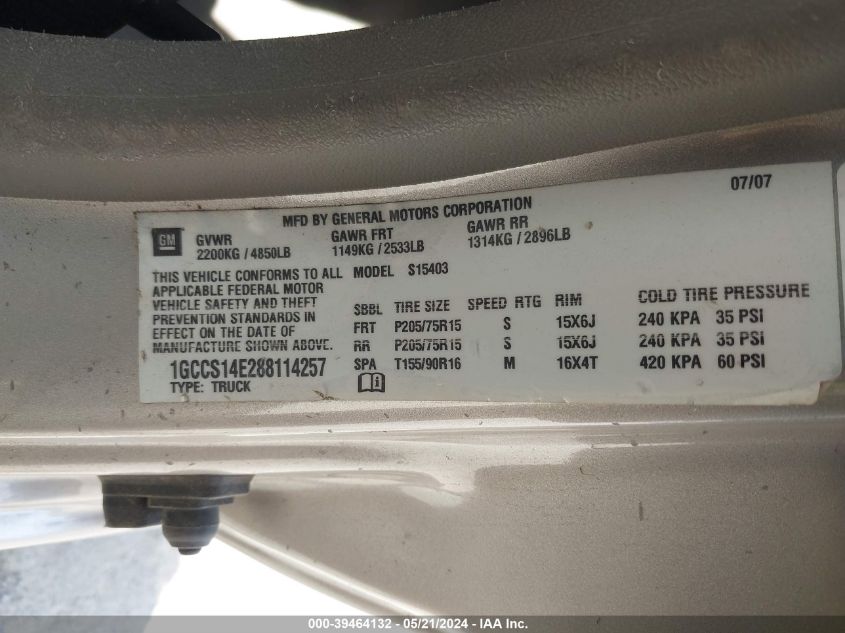 07/07
MFD BY GENERAL MOTORS CORPORATION
GM
GVWR GAWR FRT GAWR RR
2200KG / 4850LB 1149KG / 2533LB 1314KG / 2896LB
THIS VEHICLE CONFORMS TO ALL
APPLICABLE FEDERAL MOTOR
VEHICLE SAFETY AND THEFT
PREVENTION STANDARDS IN
EFFECT ON THE DATE OF
MANUFACTURE SHOWN ABOVE.
1GCCS14E288114257
TYPE: TRUCK
MODEL S15403
SBBL TIRE SIZE SPEED RTG RIM COLD TIRE PRESSURE
FRT P205/75R15 S 15X6J 240 KPA 35 PSI
RR P205/75R15 S 15X6J 240 KPA 35 PSI
SPA T155/90R16 M 16X4T 420 KPA 60 PSI
000-39464132 - 05/21/2024 - IAA Inc.